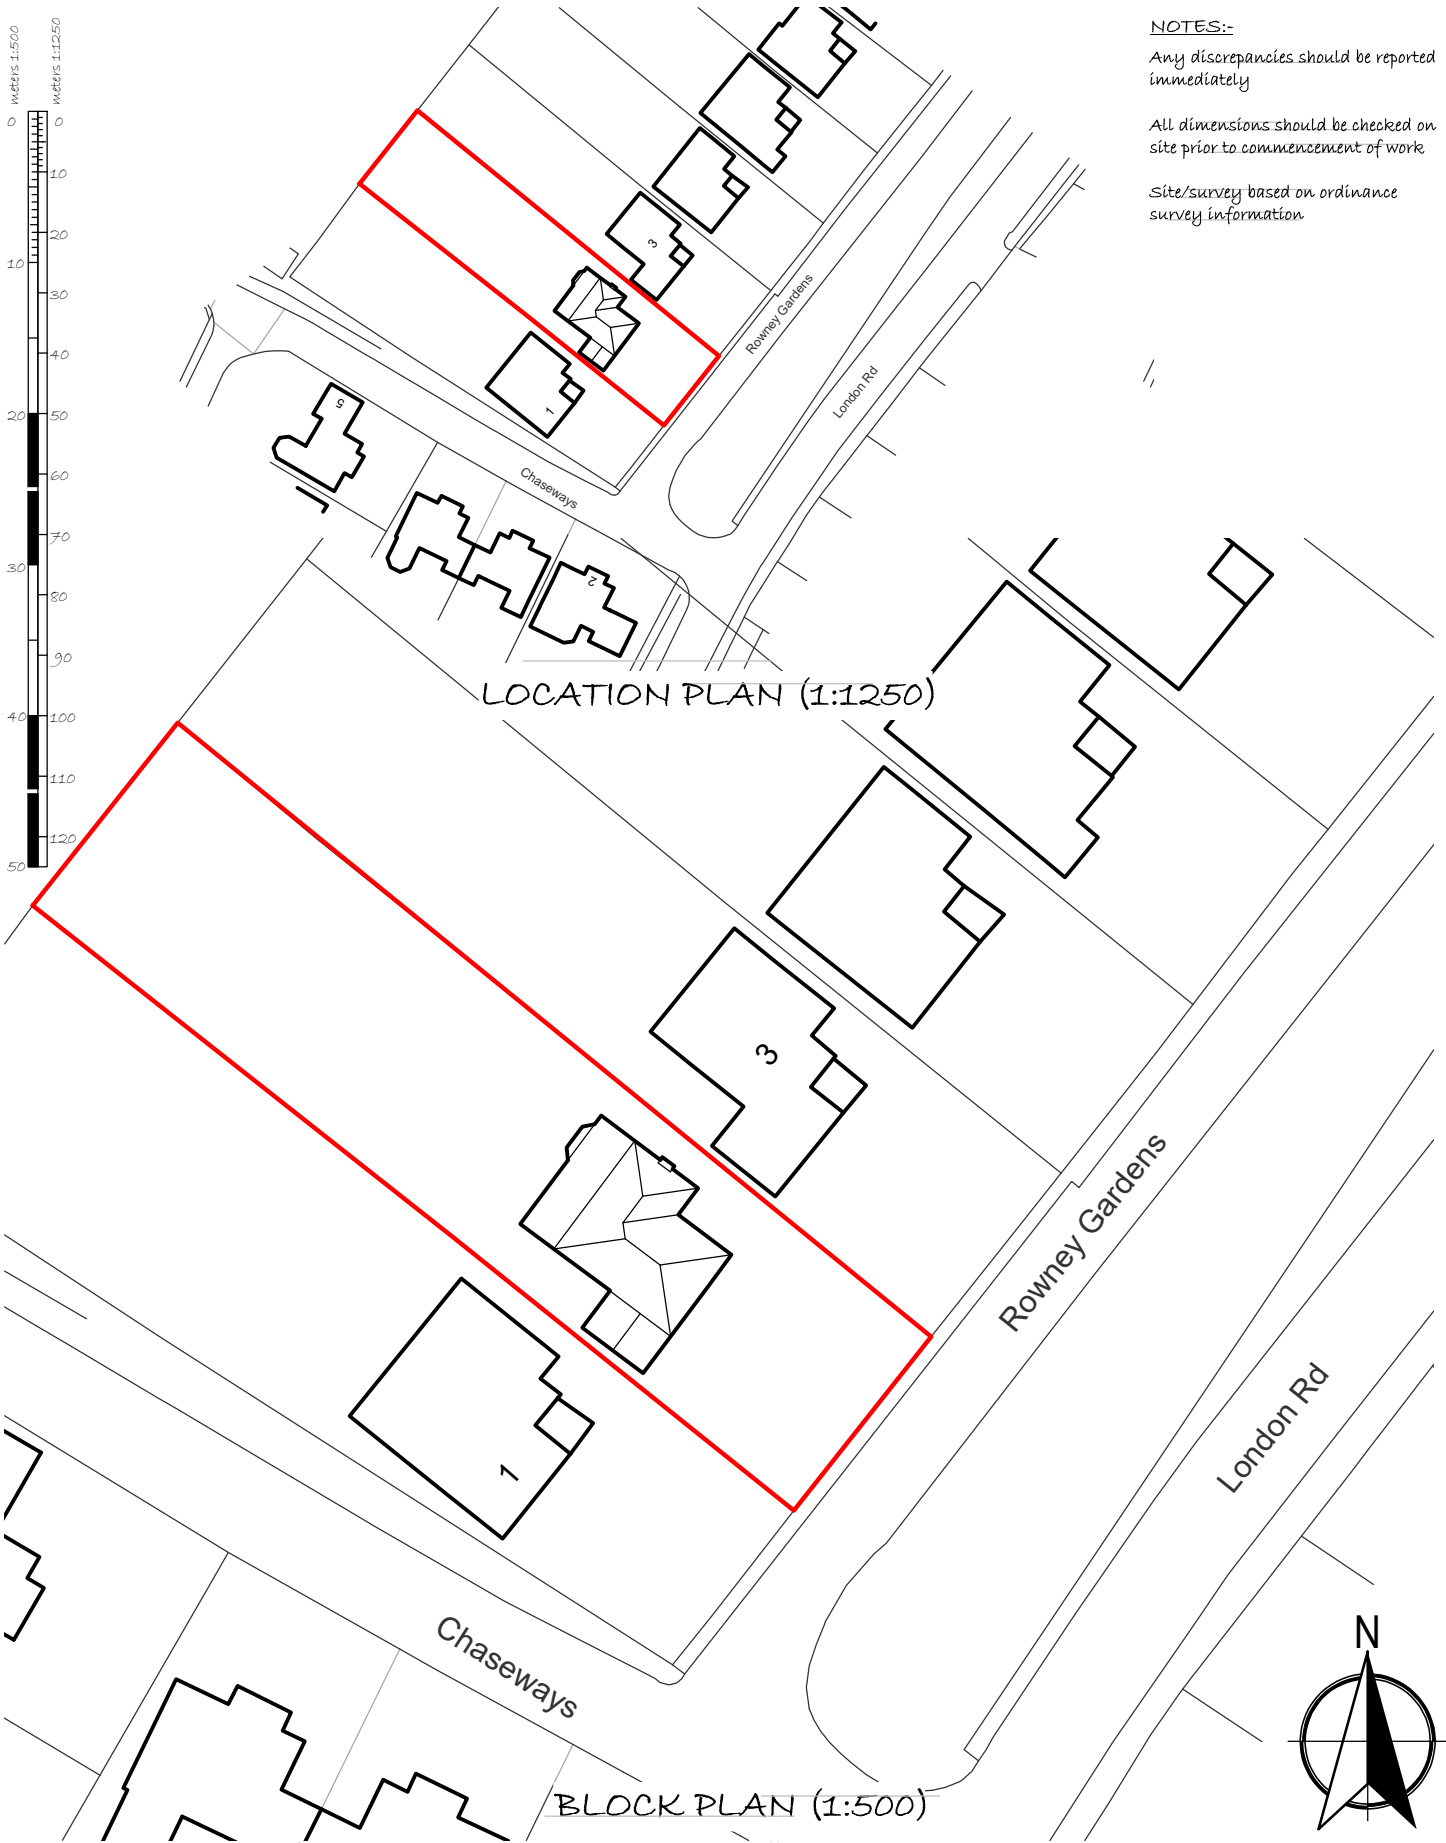 meters 1:500
meters 1:1250
0
0
10
20
10
30
40
20
50
60
70
30
80
90
40
100
110
120
50
NOTES:-
Any discrepancies should be reported
immediately
All dimensions should be checked on
site prior to commencement of work
Site/survey based on ordinance
survey information
3
1
5
2
Rowney Gardens
London Rd
Chaseways
LOCATION PLAN (1:1250)
3
1
Rowney Gardens
London Rd
Chaseways
N
BLOCK PLAN (1:500)